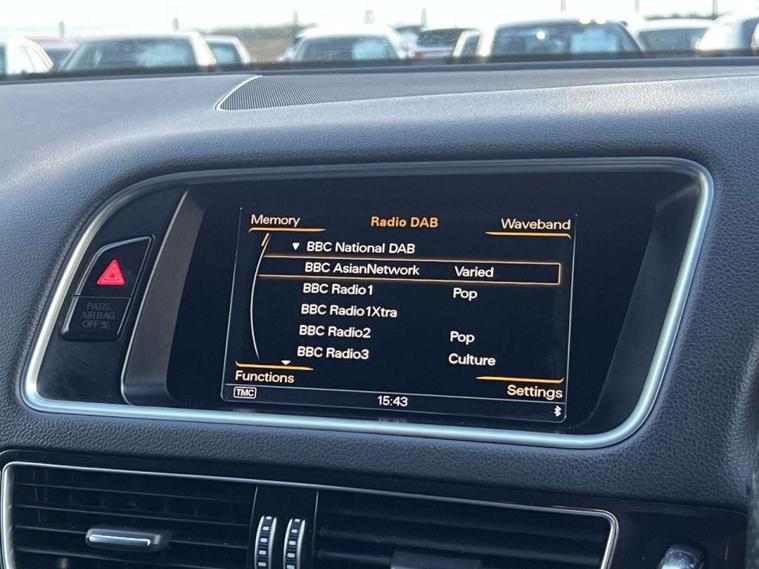 Memory Radio DAB Waveband
▼ BBC National DAB
BBC AsianNetwork Varied
BBC Radio1 Pop
BBC Radio1Xtra
BBC Radio2 Pop
BBC Radio3 Culture
Functions Settings
TMC 15:43
PASS.
AIR BAG
OFF